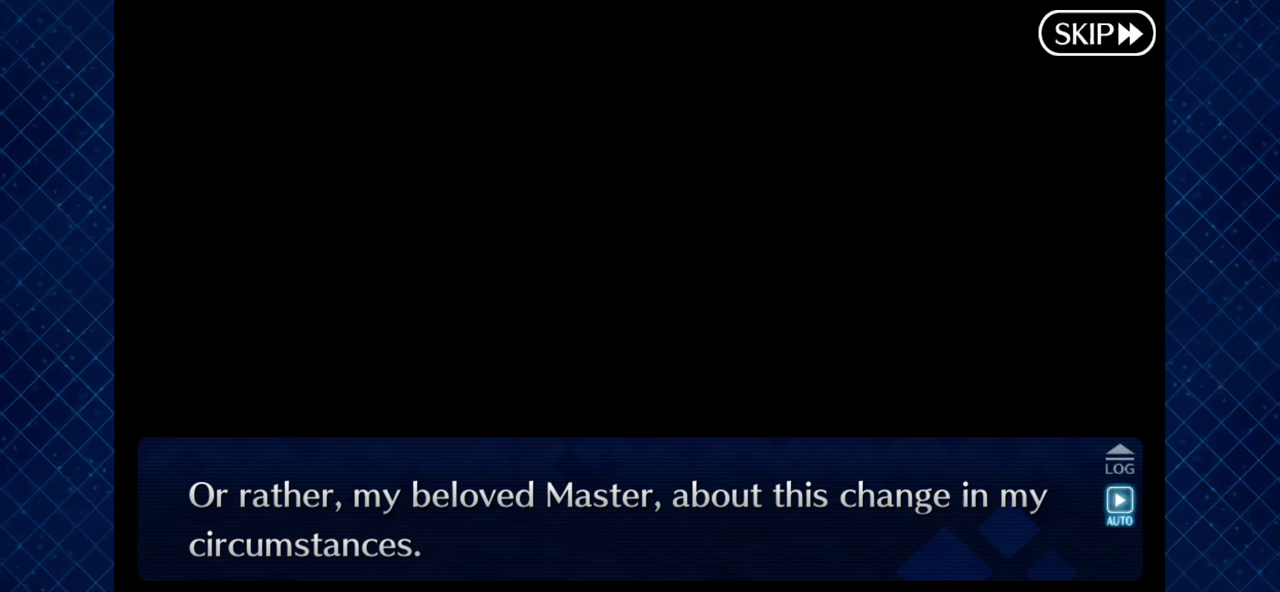 SKIP
LOG
Or rather, my beloved Master, about this change in my
circumstances.
AUTO